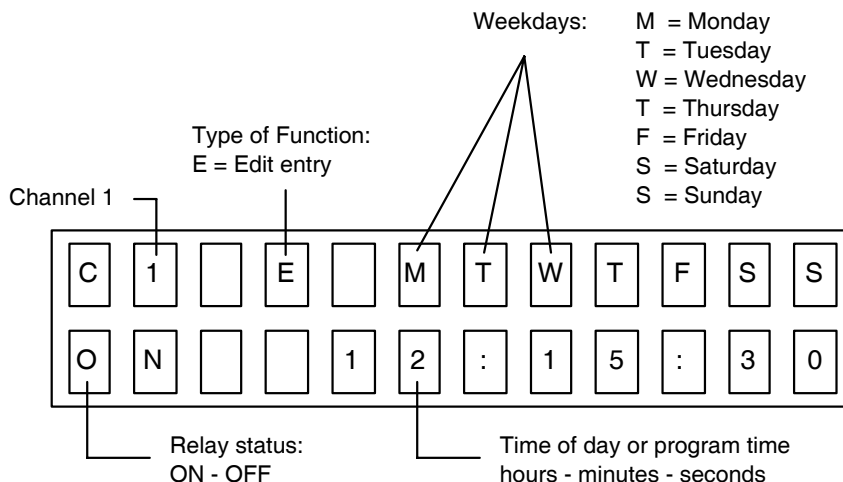 Weekdays:
M = Monday
T = Tuesday
W = Wednesday
T = Thursday
F = Friday
S = Saturday
S = Sunday
Type of Function:
E = Edit entry
Channel 1
C 1 E M T W T F S S
O N 1 2 : 1 5 : 3 0
Relay status:
ON - OFF
Time of day or program time
hours - minutes - seconds